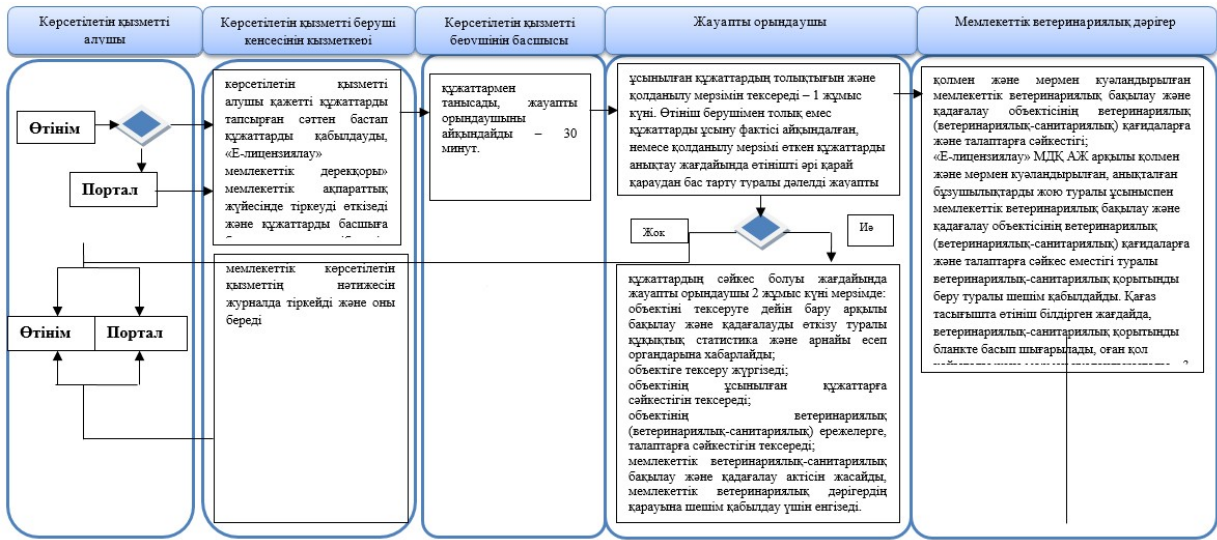 Көрсетілетін қызметті
алушы
Көрсетілетін қызметті беруші
кеңсесінің қызметкері
Көрсетілетін қызметті
берушінің басшысы
Жауапты орындаушы
Мемлекеттік ветеринариялық дәрігер
Өтінім
Портал
көрсетілетін қызметті
алушы қажетті құжаттарды
тапсырған сәттен бастап
құжаттарды қабылдауды,
«Е-лицензиялау»
мемлекеттік дерекқоры»
мемлекеттік ақпараттық
жүйесінде тіркеуді өткізеді
және құжаттарды басшыға
құжаттармен
танысады, жауапты
орындаушыны
айқындайды – 30
минут.
ұсынылған құжаттардың толықтығын және
қолданылу мерзімін тексереді – 1 жұмыс
күні. Өтініш берушімен толық емес
құжаттарды ұсыну фактісі айқындалған,
немесе қолданылу мерзімі өткен құжаттарды
анықтау жағдайында өтінішті әрі қарай
қараудан бас тарту туралы дәлелді жауапты
қолмен және мөрмен куәландырылған
мемлекеттік ветеринариялық бақылау және
қадағалау объектісінің ветеринариялық
(ветеринариялық-санитариялық) қағидаларға
және талаптарға сәйкестігі;
«Е-лицензиялау» МДҚ АЖ арқылы қолмен
және мөрмен куәландырылған, анықталған
бұзушылықтарды жою туралы ұсыныспен
мемлекеттік ветеринариялық бақылау және
қадағалау объектісінің ветеринариялық
(ветеринариялық-санитариялық) қағидаларға
және талаптарға сәйкес еместігі туралы
ветеринариялық-санитариялық қорытынды
беру туралы шешім қабылдайды. Қағаз
тасығышта өтініш білдірген жағдайда,
ветеринариялық-санитариялық қорытынды
бланкте басып шығарылады, оған қол
Жок
Иә
мемлекеттік көрсетілетін
қызметтің нәтижесін
журналда тіркейді және оны
береді
Өтінім
Портал
құжаттардың сәйкес болуы жағдайында
жауапты орындаушы 2 жұмыс күні мерзімде:
объектіні тексеруге дейін бару арқылы
бақылау және қадағалауды өткізу туралы
құқықтық статистика және арнайы есеп
органдарына хабарлайды;
объектіге тексеру жүргізеді;
объектінің ұсынылған құжаттарға
сәйкестігін тексереді;
объектінің ветеринариялық
(ветеринариялық-санитариялық) ережелерге,
талаптарға сәйкестігін тексереді;
мемлекеттік ветеринариялық-санитариялық
бақылау және қадағалау актісін жасайды,
мемлекеттік ветеринариялық дәрігердің
қарауына шешім қабылдау үшін енгізеді.